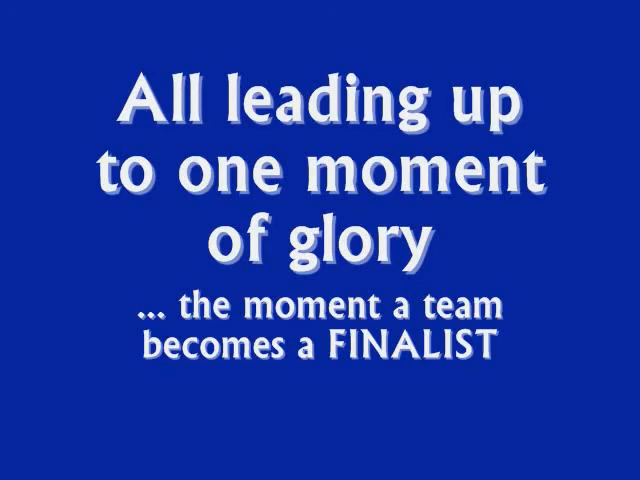 All leading up
to one moment
of glory
... the moment a team
becomes a FINALIST